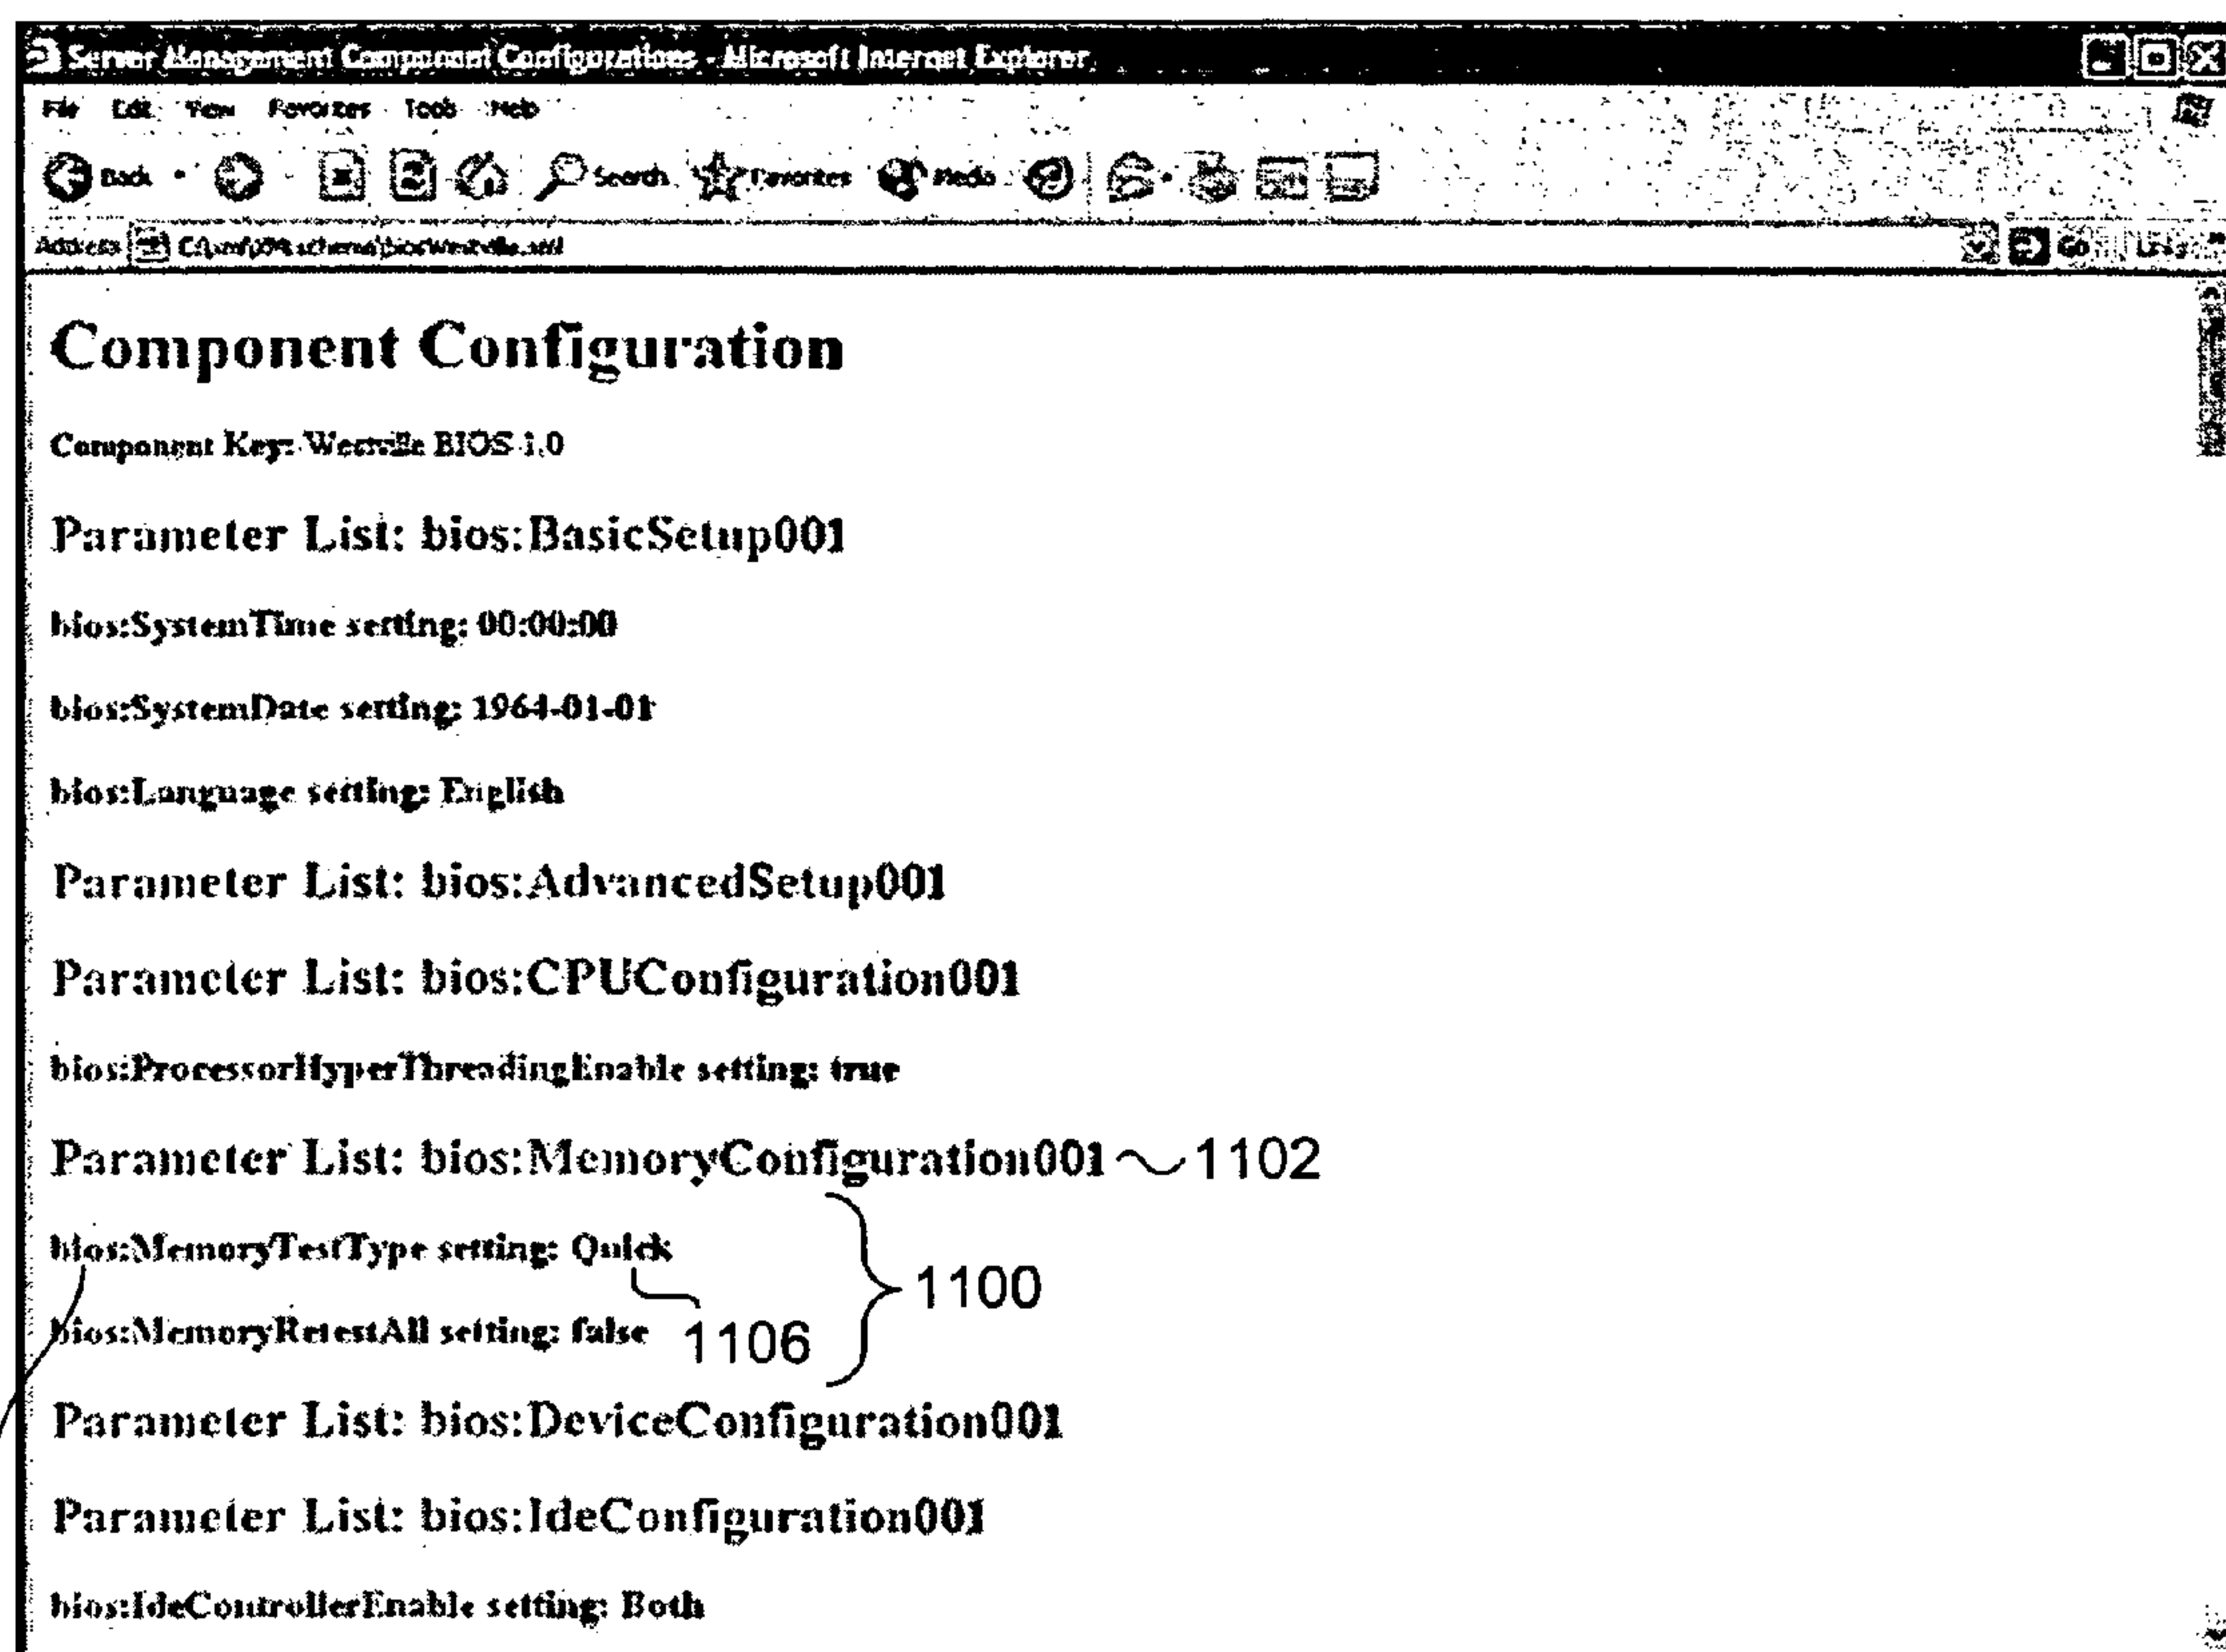 Server Management Component Configurations - Microsoft Internet Explorer
File Edit View Favorites Tools Help
Back Search Favorites Media
Address
Go
Component Configuration
Component Key: Westville BIOS 1.0
Parameter List: bios:BasicSetup001
bios:SystemTime setting: 00:00:00
bios:SystemDate setting: 1964-01-01
bios:Language setting: English
Parameter List: bios:AdvancedSetup001
Parameter List: bios:CPUConfiguration001
bios:ProcessorHyperThreadingEnable setting: true
Parameter List: bios:MemoryConfiguration001 1102
bios:MemoryTestType setting: Quick
1100
bios:MemoryRetestAll setting: false 1106
Parameter List: bios:DeviceConfiguration001
Parameter List: bios:IdeConfiguration001
bios:IdeControllerEnable setting: Both